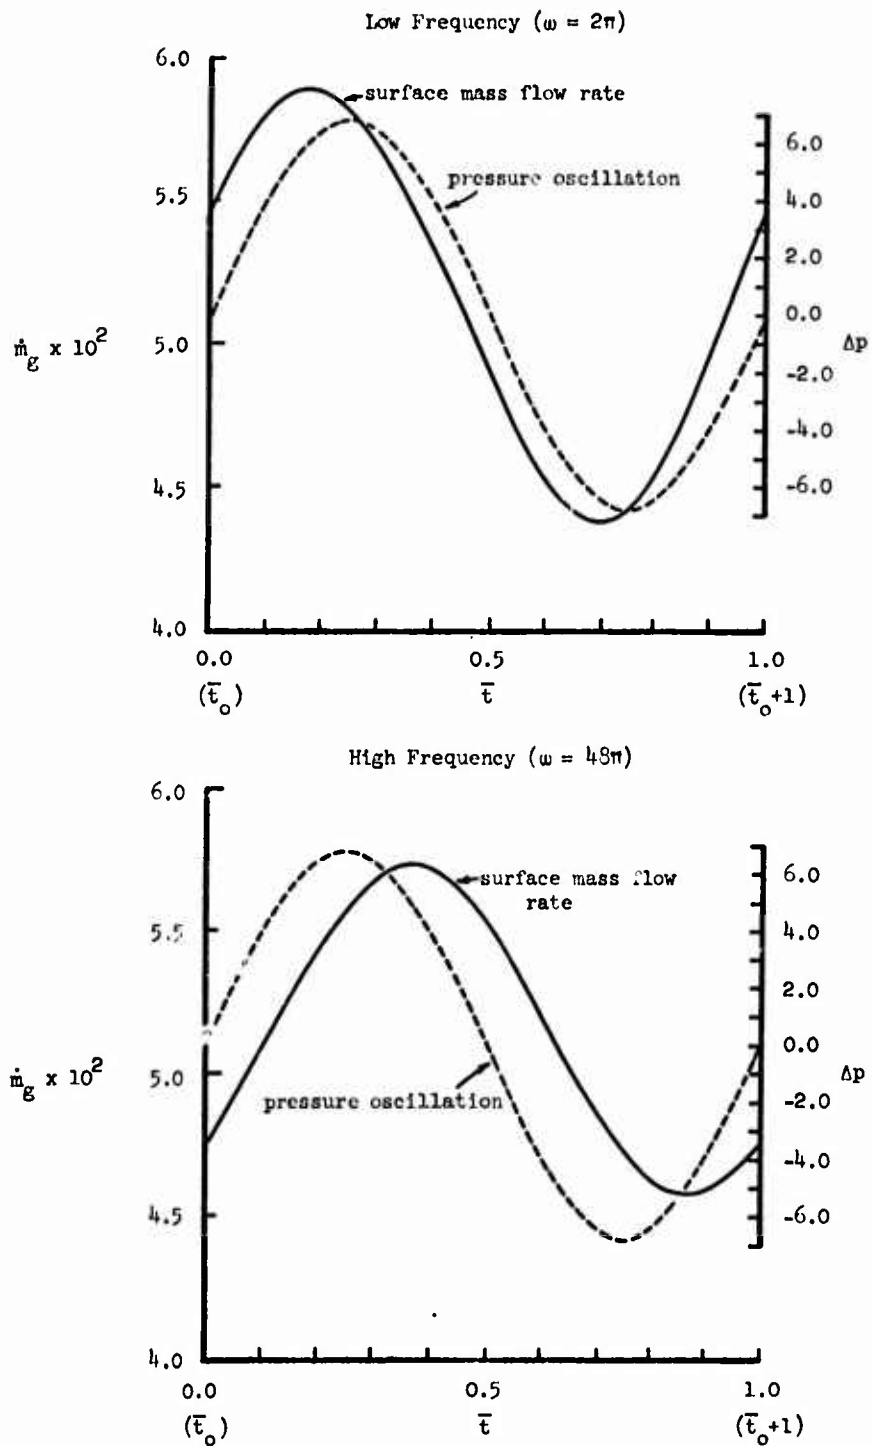 Low Frequency (ω = 2π)
6.0
surface mass flow rate
6.0
pressure oscillation
5.5
4.0
2.0
0.0
ṁg x 10²
5.0
Δp
-2.0
-4.0
4.5
-6.0
4.0
0.0
0.5
1.0
(t̄o)
t̄
(t̄o+1)
High Frequency (ω = 48π)
6.0
6.0
surface mass flow
rate
5.5
4.0
2.0
0.0
ṁg x 10²
5.0
Δp
pressure oscillation
-2.0
-4.0
4.5
-6.0
4.0
0.0
0.5
1.0
(t̄o)
t̄
(t̄o+1)